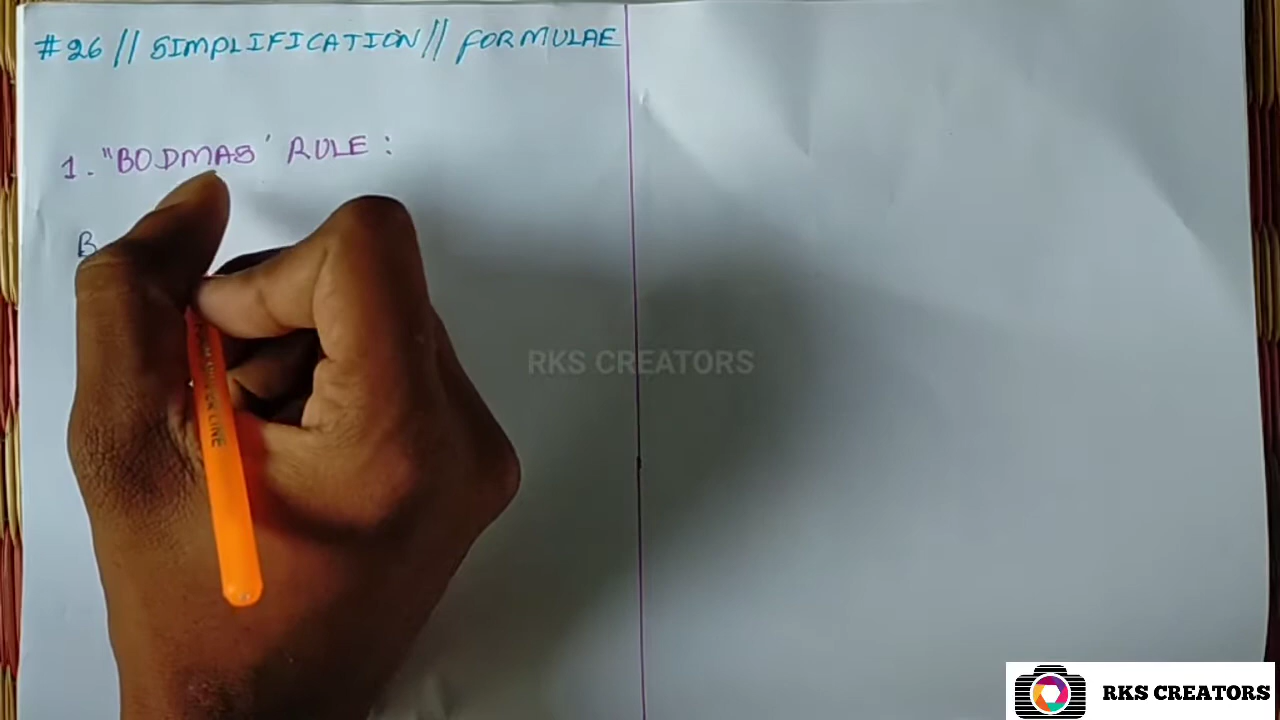 #26 // SIMPLIFICATION // FORMULAE
1. "BODMAS' RULE :
B
RKS CREATORS
RKS CREATORS